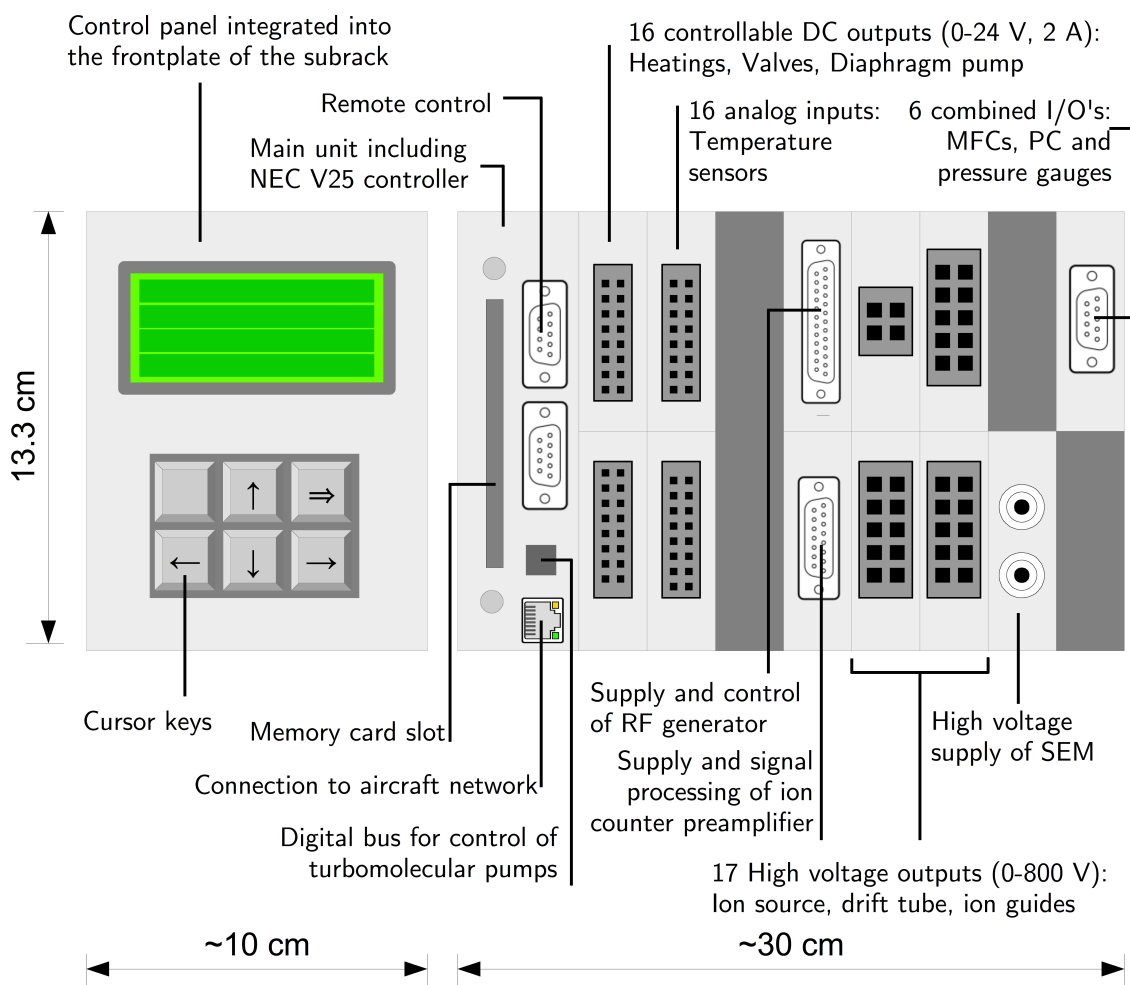 Control panel integrated into
the frontplate of the subrack
16 controllable DC outputs (0-24 V, 2 A):
Heatings, Valves, Diaphragm pump
Remote control
16 analog inputs:
Temperature
sensors
6 combined I/O's:
MFCs, PC and
pressure gauges
Main unit including
NEC V25 controller
13.3 cm
↑
⇒
←
↓
→
Cursor keys
Memory card slot
Connection to aircraft network
Digital bus for control of
turbomolecular pumps
Supply and control
of RF generator
Supply and signal
processing of ion
counter preamplifier
High voltage
supply of SEM
17 High voltage outputs (0-800 V):
Ion source, drift tube, ion guides
~10 cm
~30 cm